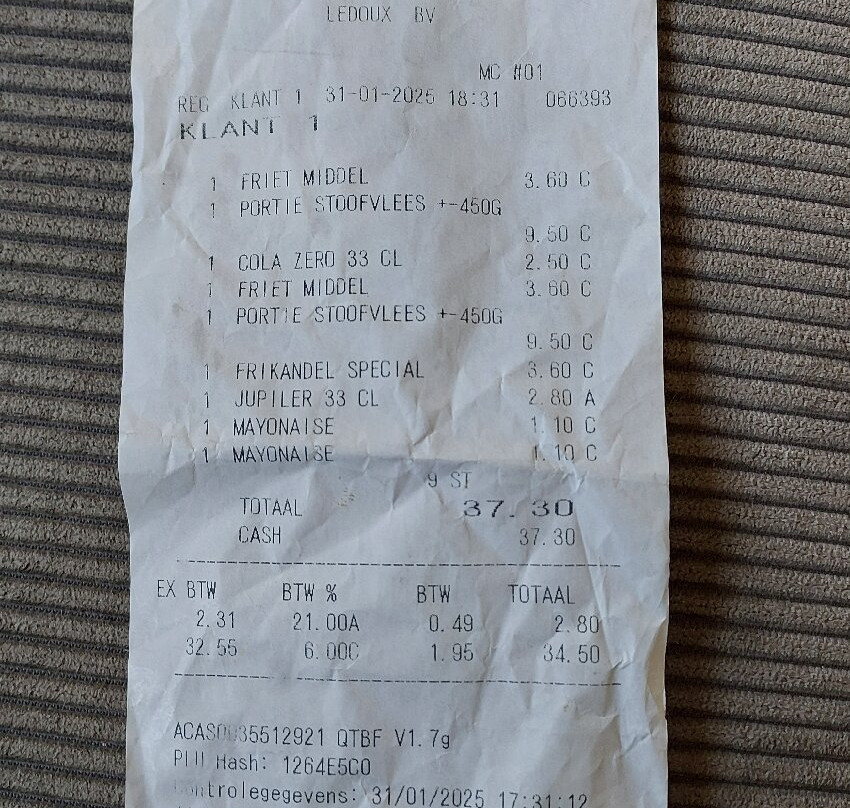 LEDOUX BV
MC #01
REG KLANT 1 31-01-2025 18:31 066393
KLANT 1
1 FRIET MIDDEL 3.60 C
1 PORTIE STOOFVLEES +-450G
9.50 C
1 COLA ZERO 33 CL 2.50 C
1 FRIET MIDDEL 3.60 C
1 PORTIE STOOFVLEES +-450G
9.50 C
1 FRIKANDEL SPECIAL 3.60 C
1 JUPILER 33 CL 2.80 A
1 MAYONAISE 1.10 C
1 MAYONAISE 1.10 C
9 ST
TOTAAL 37.30
CASH 37.30
EX BTW BTW % BTW TOTAAL
2.31 21.00A 0.49 2.80
32.55 6.00C 1.95 34.50
QTBF V1.7g
Hash: 1264E5C0
31/01/2025 17:31:12